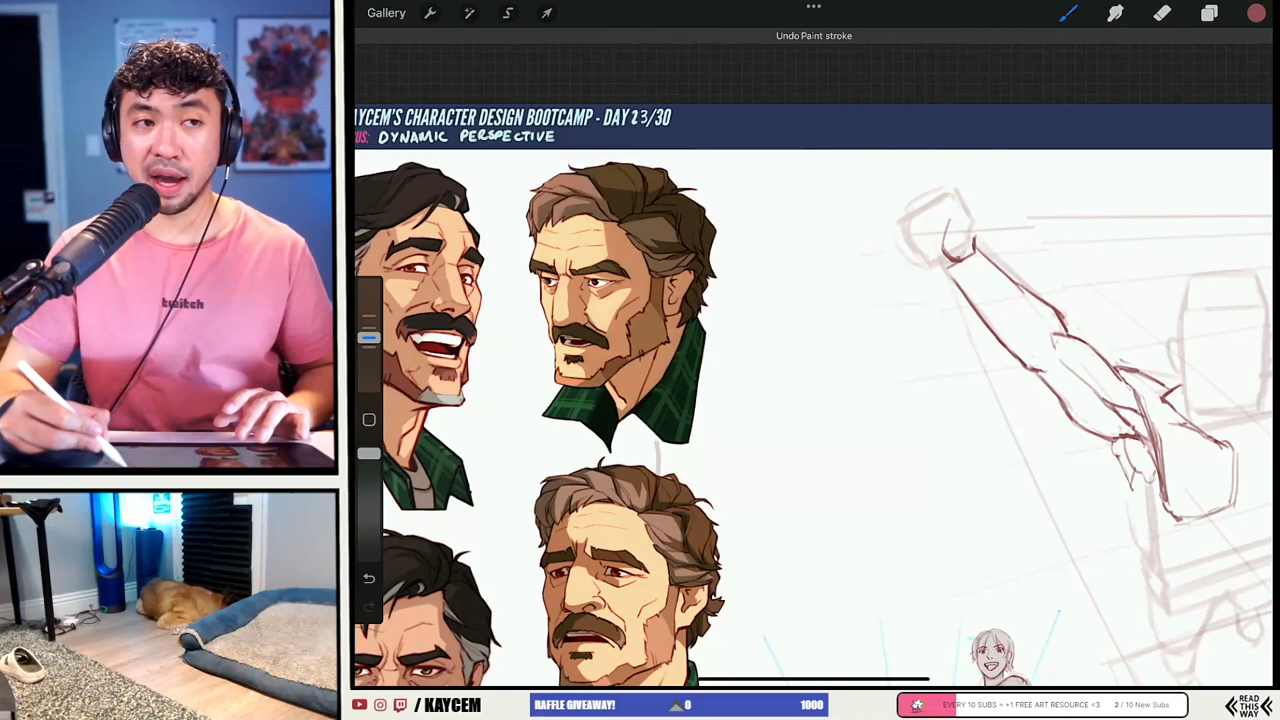 Gallery
Undo Paint stroke
AYCEM'S CHARACTER DESIGN BOOTCAMP - DAY 23/30
US: DYNAMIC PERSPECTIVE
twitch
/ KAYCEM
RAFFLE GIVEAWAY! 0 1000
EVERY 10 SUBS = +1 FREE ART RESOURCE <3 2 / 10 New Subs
READ
THIS
WAY